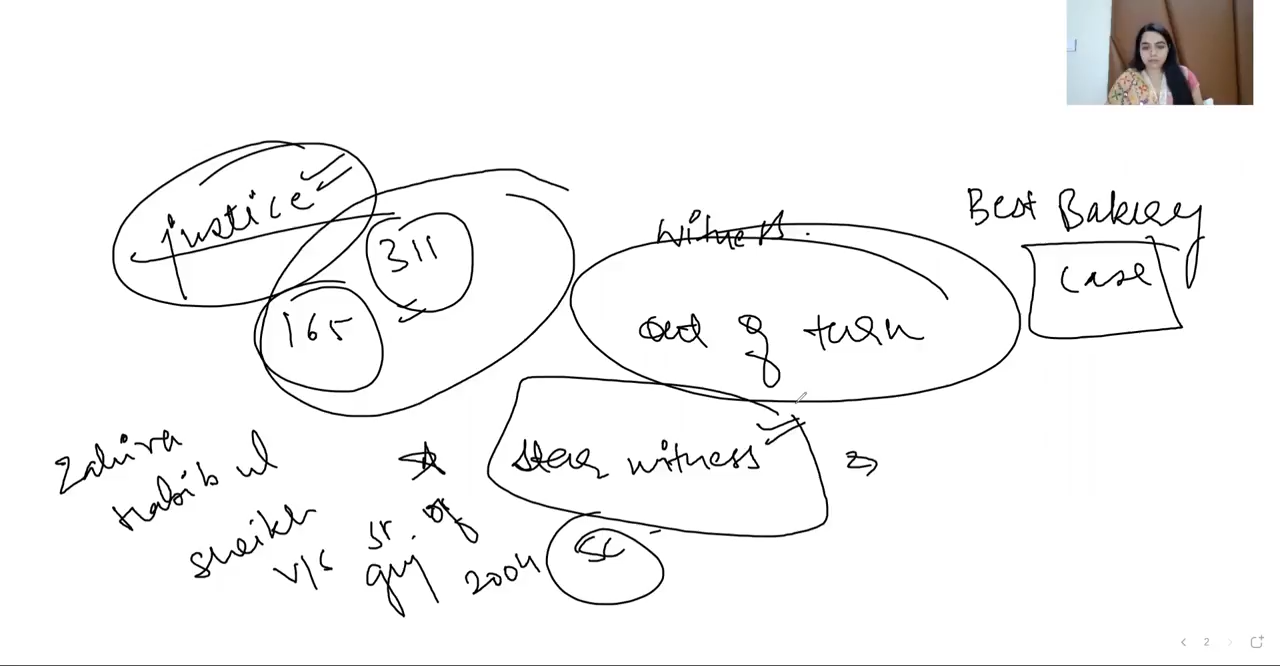 justice
311
165
witness.
out of turn
Best Bakery
case
star witness
Zahira
Habib ul
Sheikh
v/s st. of
guj 2004
SC
2